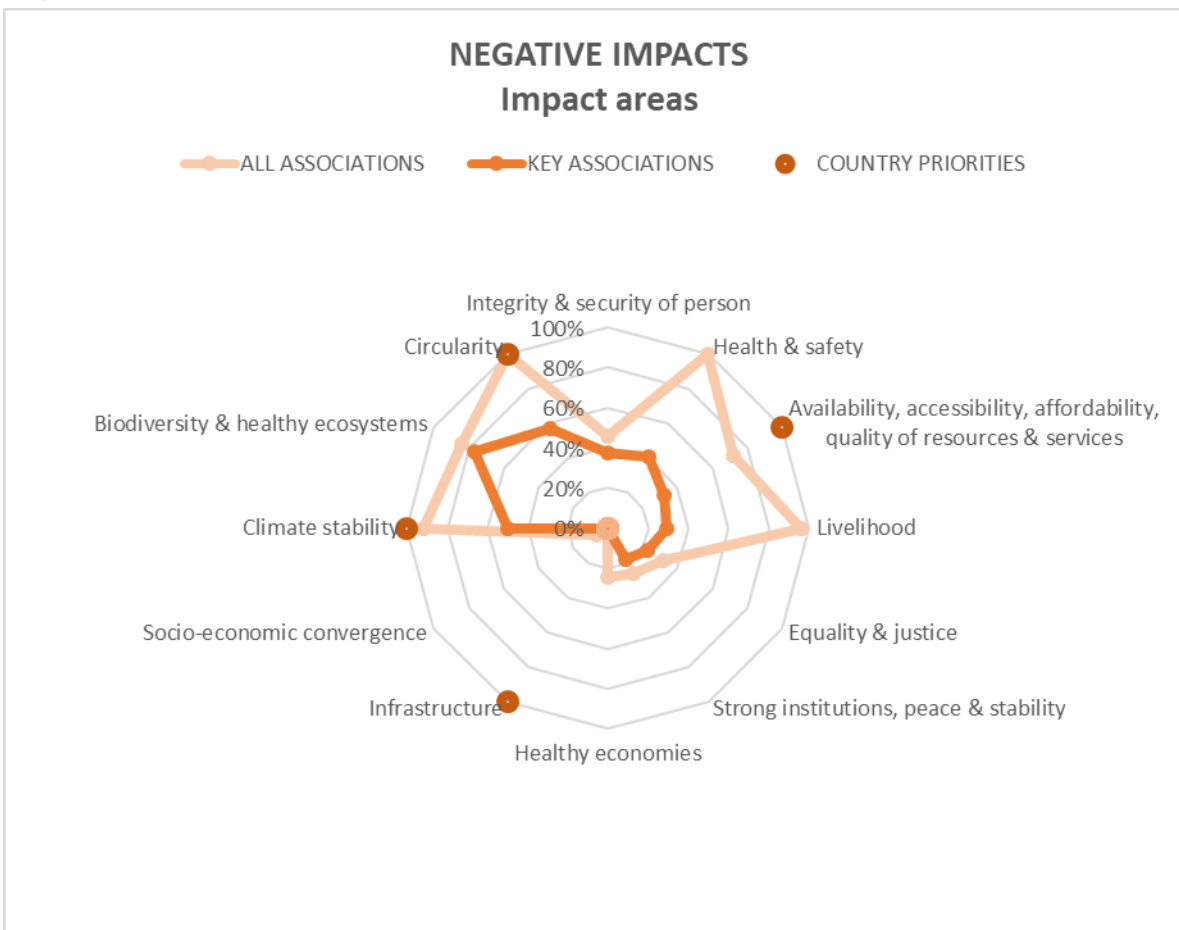 NEGATIVE IMPACTS
Impact areas
ALL ASSOCIATIONS
KEY ASSOCIATIONS
COUNTRY PRIORITIES
Integrity & security of person
100%
Circularity
Health & safety
80%
Biodiversity & healthy ecosystems
60%
Availability, accessibility, affordability,
quality of resources & services
40%
20%
Climate stability
0%
Livelihood
Socio-economic convergence
Equality & justice
Infrastructure
Strong institutions, peace & stability
Healthy economies